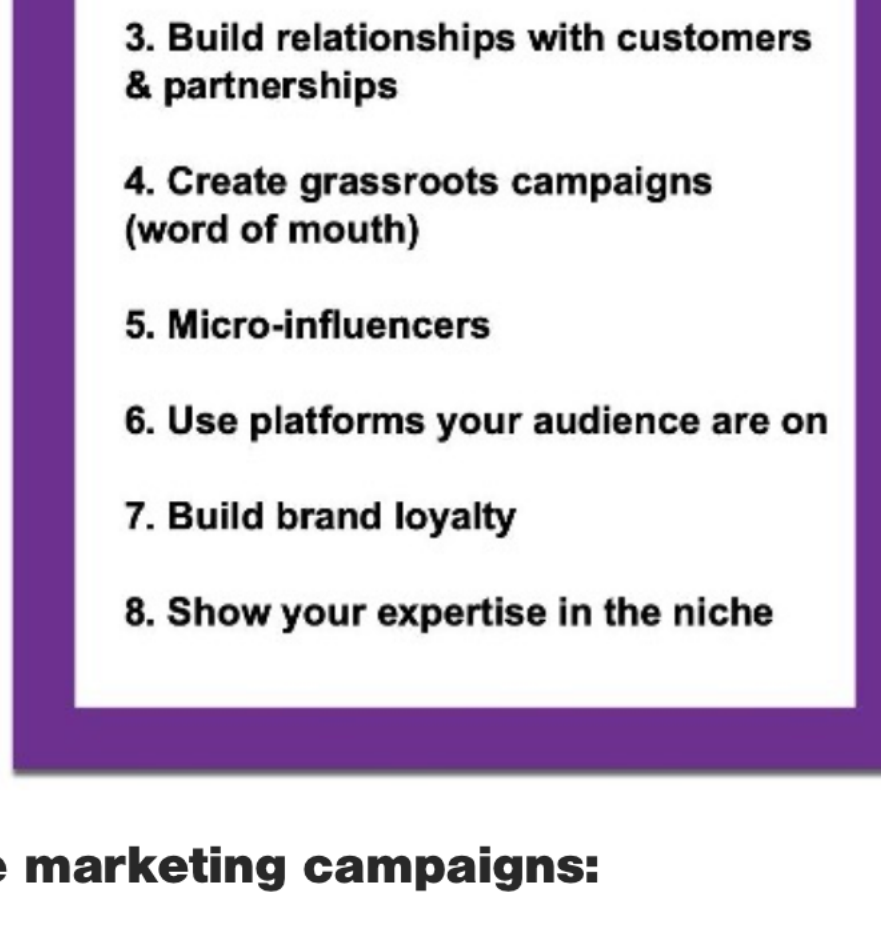 3. Build relationships with customers
& partnerships
4. Create grassroots campaigns
(word of mouth)
5. Micro-influencers
6. Use platforms your audience are on
7. Build brand loyalty
8. Show your expertise in the niche
marketing campaigns: